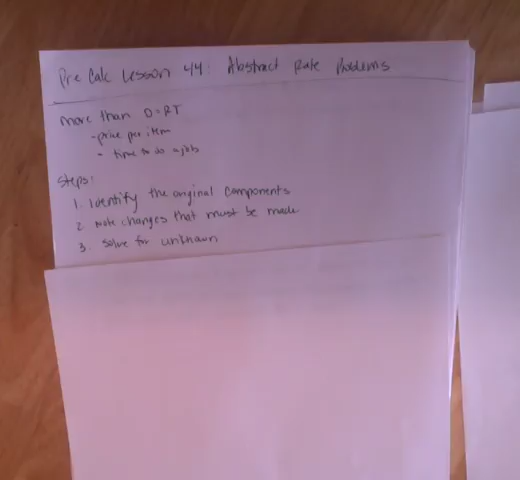 Pre Calc Lesson 44: Abstract Rate Problems
more than D=RT
- price per item
- time to do a job
Steps:
1. Identify the original components
2. Note changes that must be made
3. Solve for unknown